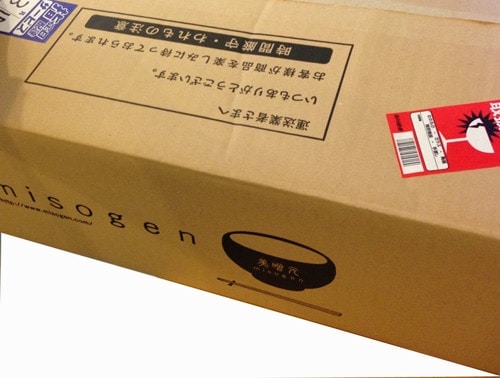 運送業者さまへ
いつもありがとうございます。
お客様が商品を楽しみに待っておられます。
時間厳守・われもの注意
misogen
http://www.misogen.com/
美噌元
misogen